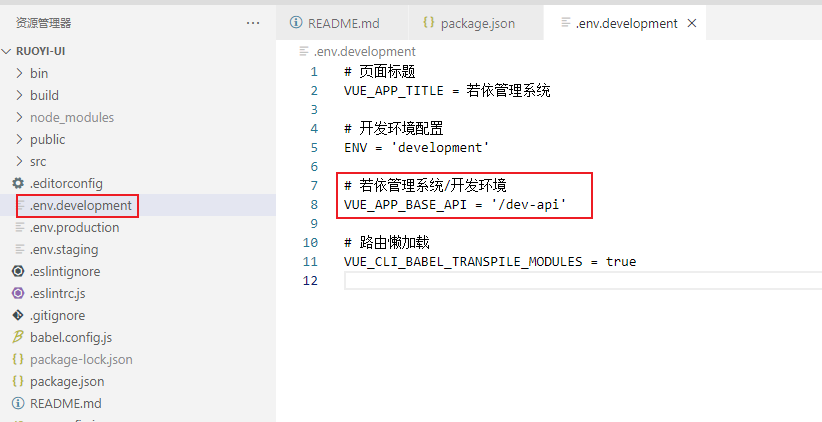 资源管理器
RUOYI-UI
bin
build
node_modules
public
src
.editorconfig
.env.development
.env.production
.env.staging
.eslintignore
.eslintrc.js
.gitignore
babel.config.js
package-lock.json
package.json
README.md
README.md
package.json
.env.development
.env.development
1 # 页面标题
2 VUE_APP_TITLE = 若依管理系统
3
4 # 开发环境配置
5 ENV = 'development'
6
7 # 若依管理系统/开发环境
8 VUE_APP_BASE_API = '/dev-api'
9
10 # 路由懒加载
11 VUE_CLI_BABEL_TRANSPILE_MODULES = true
12